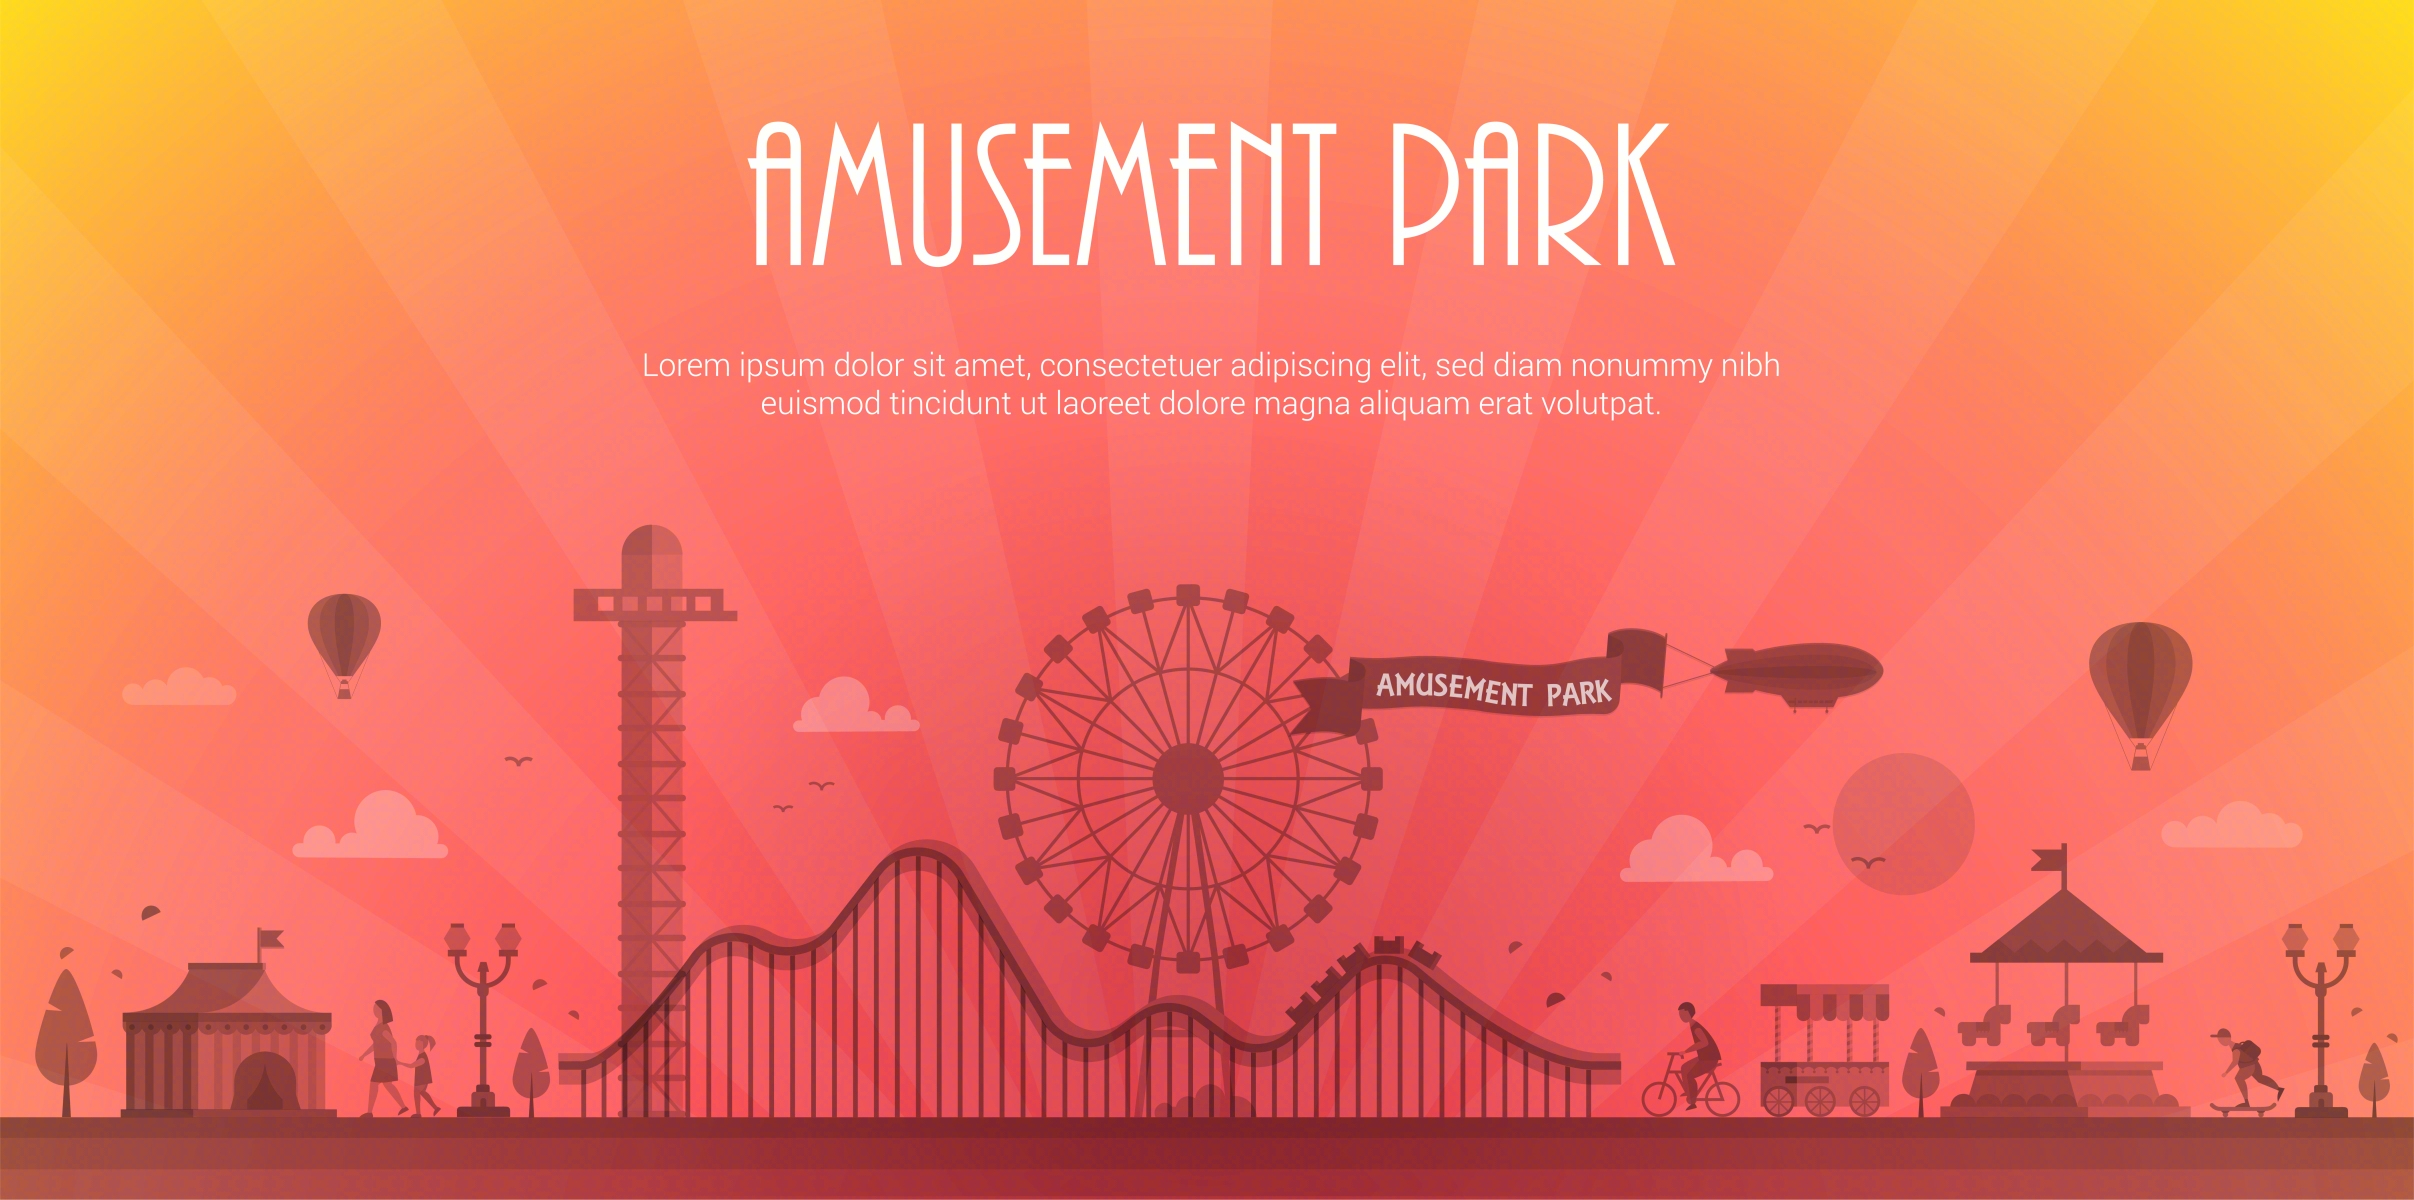 AMUSEMENT PARK
Lorem ipsum dolor sit amet, consectetuer adipiscing elit, sed diam nonummy nibh
euismod tincidunt ut laoreet dolore magna aliquam erat volutpat.
AMUSEMENT PARK